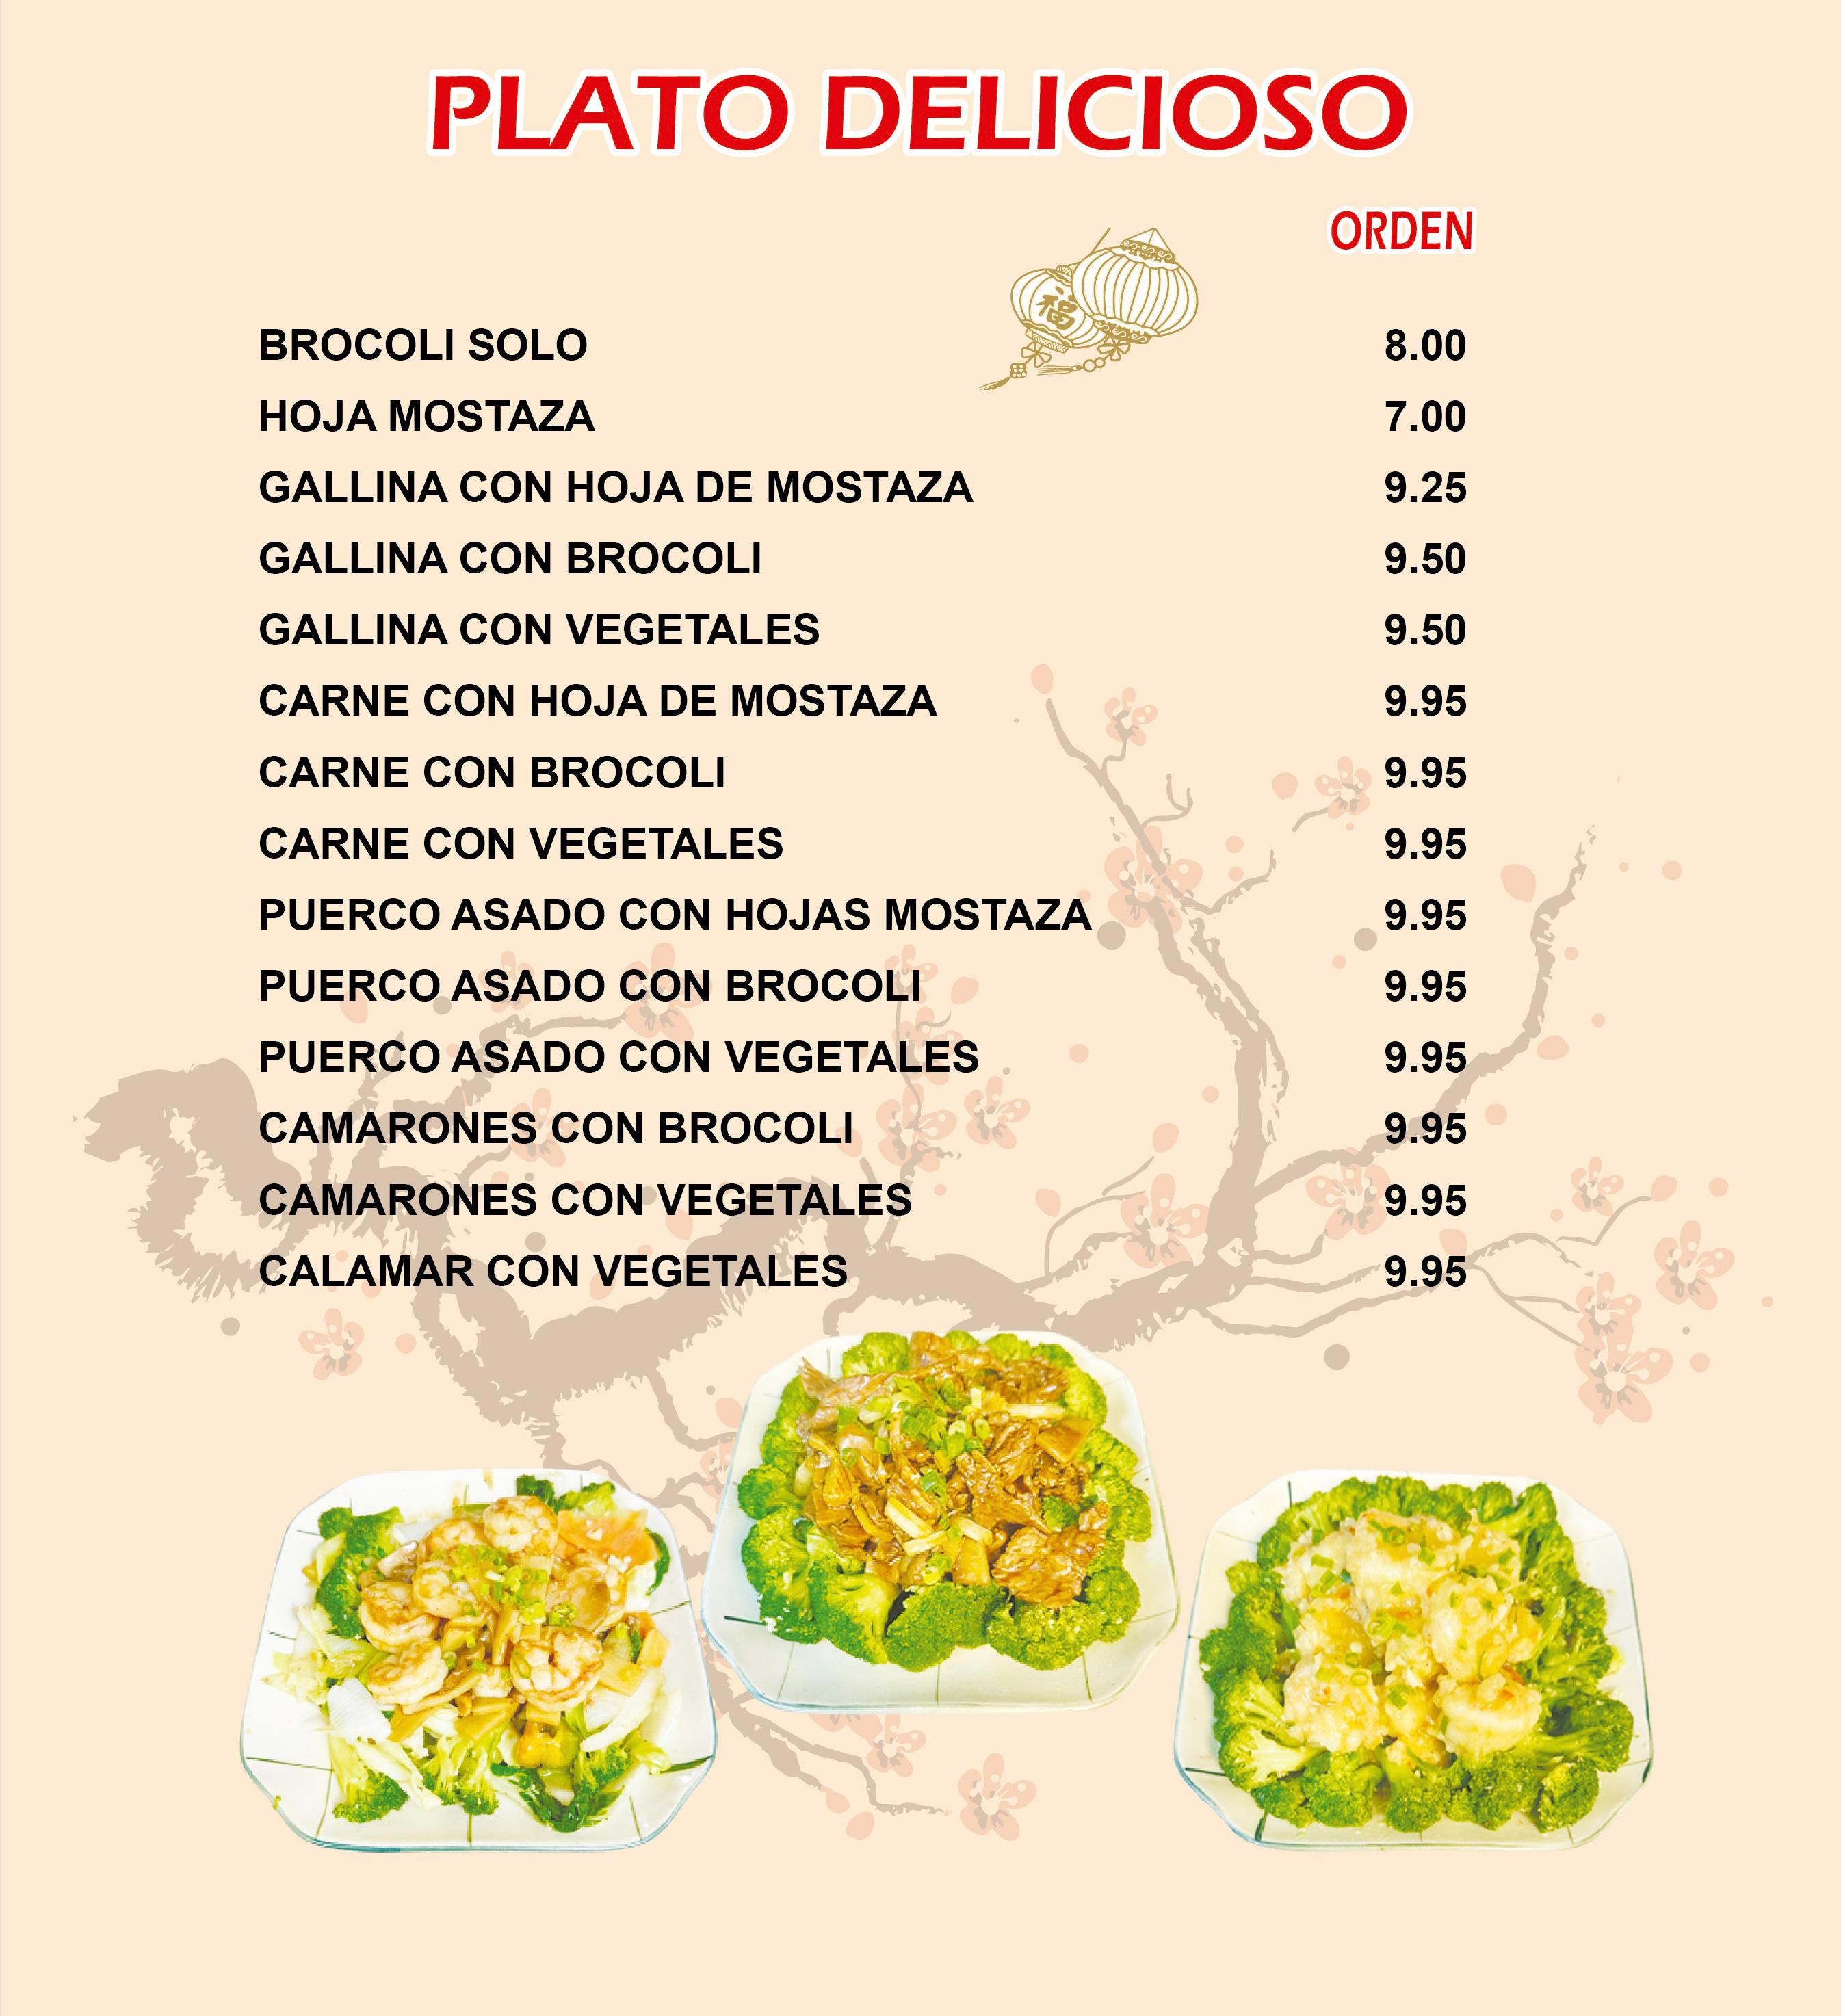 PLATO DELICIOSO
ORDEN
福
BROCOLI SOLO 8.00
HOJA MOSTAZA 7.00
GALLINA CON HOJA DE MOSTAZA 9.25
GALLINA CON BROCOLI 9.50
GALLINA CON VEGETALES 9.50
CARNE CON HOJA DE MOSTAZA 9.95
CARNE CON BROCOLI 9.95
CARNE CON VEGETALES 9.95
PUERCO ASADO CON HOJAS MOSTAZA 9.95
PUERCO ASADO CON BROCOLI 9.95
PUERCO ASADO CON VEGETALES 9.95
CAMARONES CON BROCOLI 9.95
CAMARONES CON VEGETALES 9.95
CALAMAR CON VEGETALES 9.95